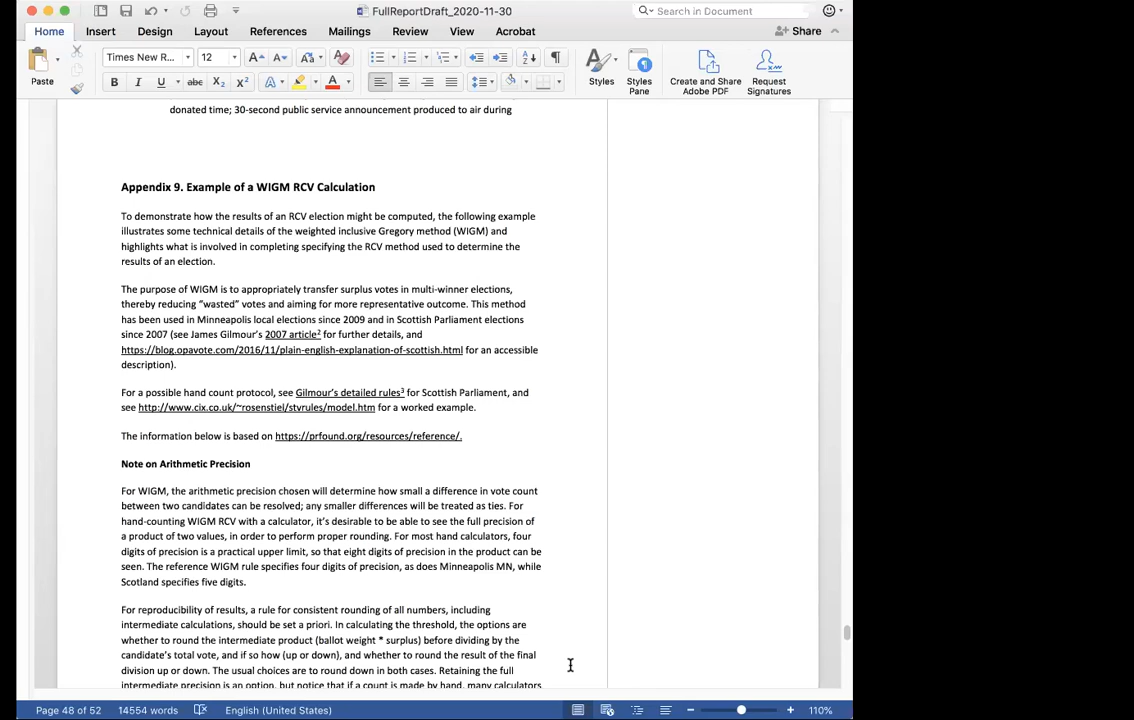 FullReportDraft_2020-11-30
Search in Document
Home Insert Design Layout References Mailings Review View Acrobat
Share
Paste
Times New R... 12
Styles
Styles Pane
Create and Share Adobe PDF
Request Signatures
donated time; 30-second public service announcement produced to air during
Appendix 9. Example of a WIGM RCV Calculation
To demonstrate how the results of an RCV election might be computed, the following example
illustrates some technical details of the weighted inclusive Gregory method (WIGM) and
highlights what is involved in completing specifying the RCV method used to determine the
results of an election.
The purpose of WIGM is to appropriately transfer surplus votes in multi-winner elections,
thereby reducing “wasted” votes and aiming for more representative outcome. This method
has been used in Minneapolis local elections since 2009 and in Scottish Parliament elections
since 2007 (see James Gilmour’s 2007 article² for further details, and
https://blog.opavote.com/2016/11/plain-english-explanation-of-scottish.html for an accessible
description).
For a possible hand count protocol, see Gilmour’s detailed rules³ for Scottish Parliament, and
see http://www.cix.co.uk/~rosenstiel/stvrules/model.htm for a worked example.
The information below is based on https://prfound.org/resources/reference/.
Note on Arithmetic Precision
For WIGM, the arithmetic precision chosen will determine how small a difference in vote count
between two candidates can be resolved; any smaller differences will be treated as ties. For
hand-counting WIGM RCV with a calculator, it’s desirable to be able to see the full precision of
a product of two values, in order to perform proper rounding. For most hand calculators, four
digits of precision is a practical upper limit, so that eight digits of precision in the product can be
seen. The reference WIGM rule specifies four digits of precision, as does Minneapolis MN, while
Scotland specifies five digits.
For reproducibility of results, a rule for consistent rounding of all numbers, including
intermediate calculations, should be set a priori. In calculating the threshold, the options are
whether to round the intermediate product (ballot weight * surplus) before dividing by the
candidate’s total vote, and if so how (up or down), and whether to round the result of the final
division up or down. The usual choices are to round down in both cases. Retaining the full
intermediate precision is an option, but notice that if a count is made by hand, many calculators
Page 48 of 52 14554 words English (United States) 110%